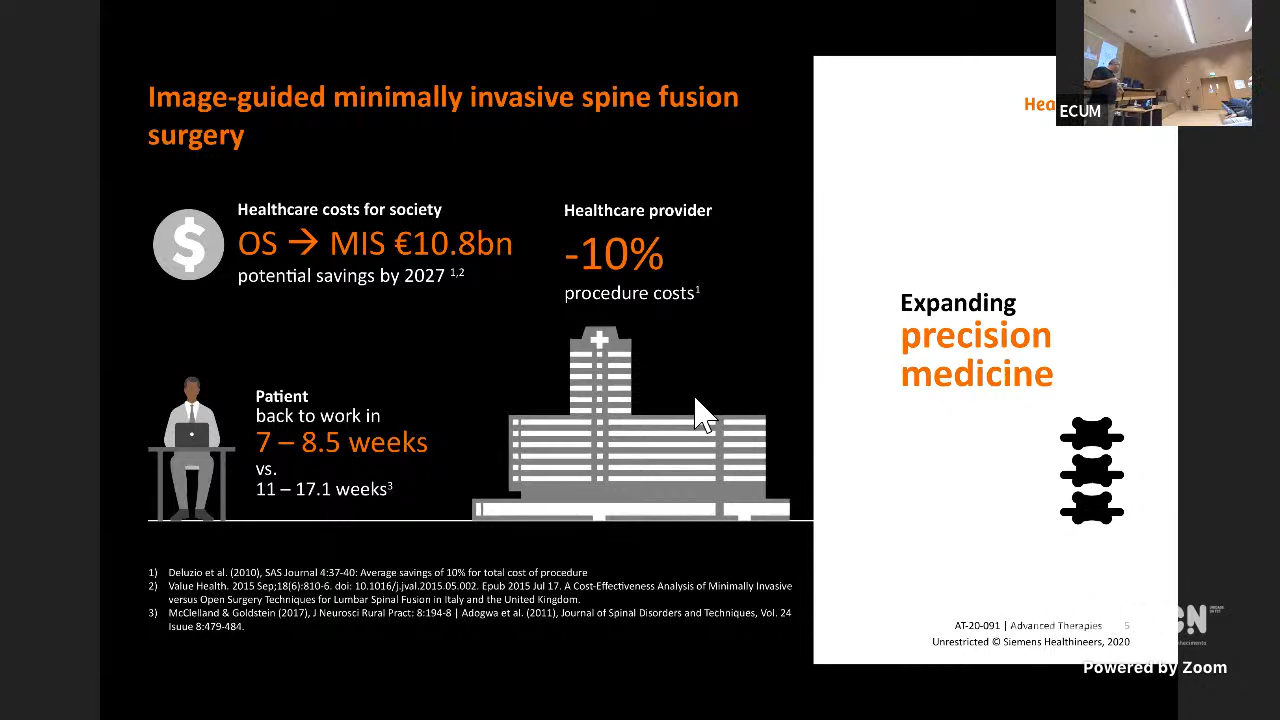 Image-guided minimally invasive spine fusion
surgery
Healthcare costs for society
OS → MIS €10.8bn
potential savings by 2027 1,2
Healthcare provider
-10%
procedure costs1
Patient
back to work in
7 – 8.5 weeks
vs.
11 – 17.1 weeks3
1) Deluzio et al. (2010), SAS Journal 4:37-40: Average savings of 10% for total cost of procedure
2) Value Health. 2015 Sep;18(6):810-6. doi: 10.1016/j.jval.2015.05.002. Epub 2015 Jul 17. A Cost-Effectiveness Analysis of Minimally Invasive
versus Open Surgery Techniques for Lumbar Spinal Fusion in Italy and the United Kingdom.
3) McClelland & Goldstein (2017), J Neurosci Rural Pract: 8:194-8 | Adogwa et al. (2011), Journal of Spinal Disorders and Techniques, Vol. 24
Isuue 8:479-484.
Hea
ECUM
Expanding
precision
medicine
AT-20-091 | Advanced Therapies 5
Unrestricted © Siemens Healthineers, 2020
Powered by Zoom